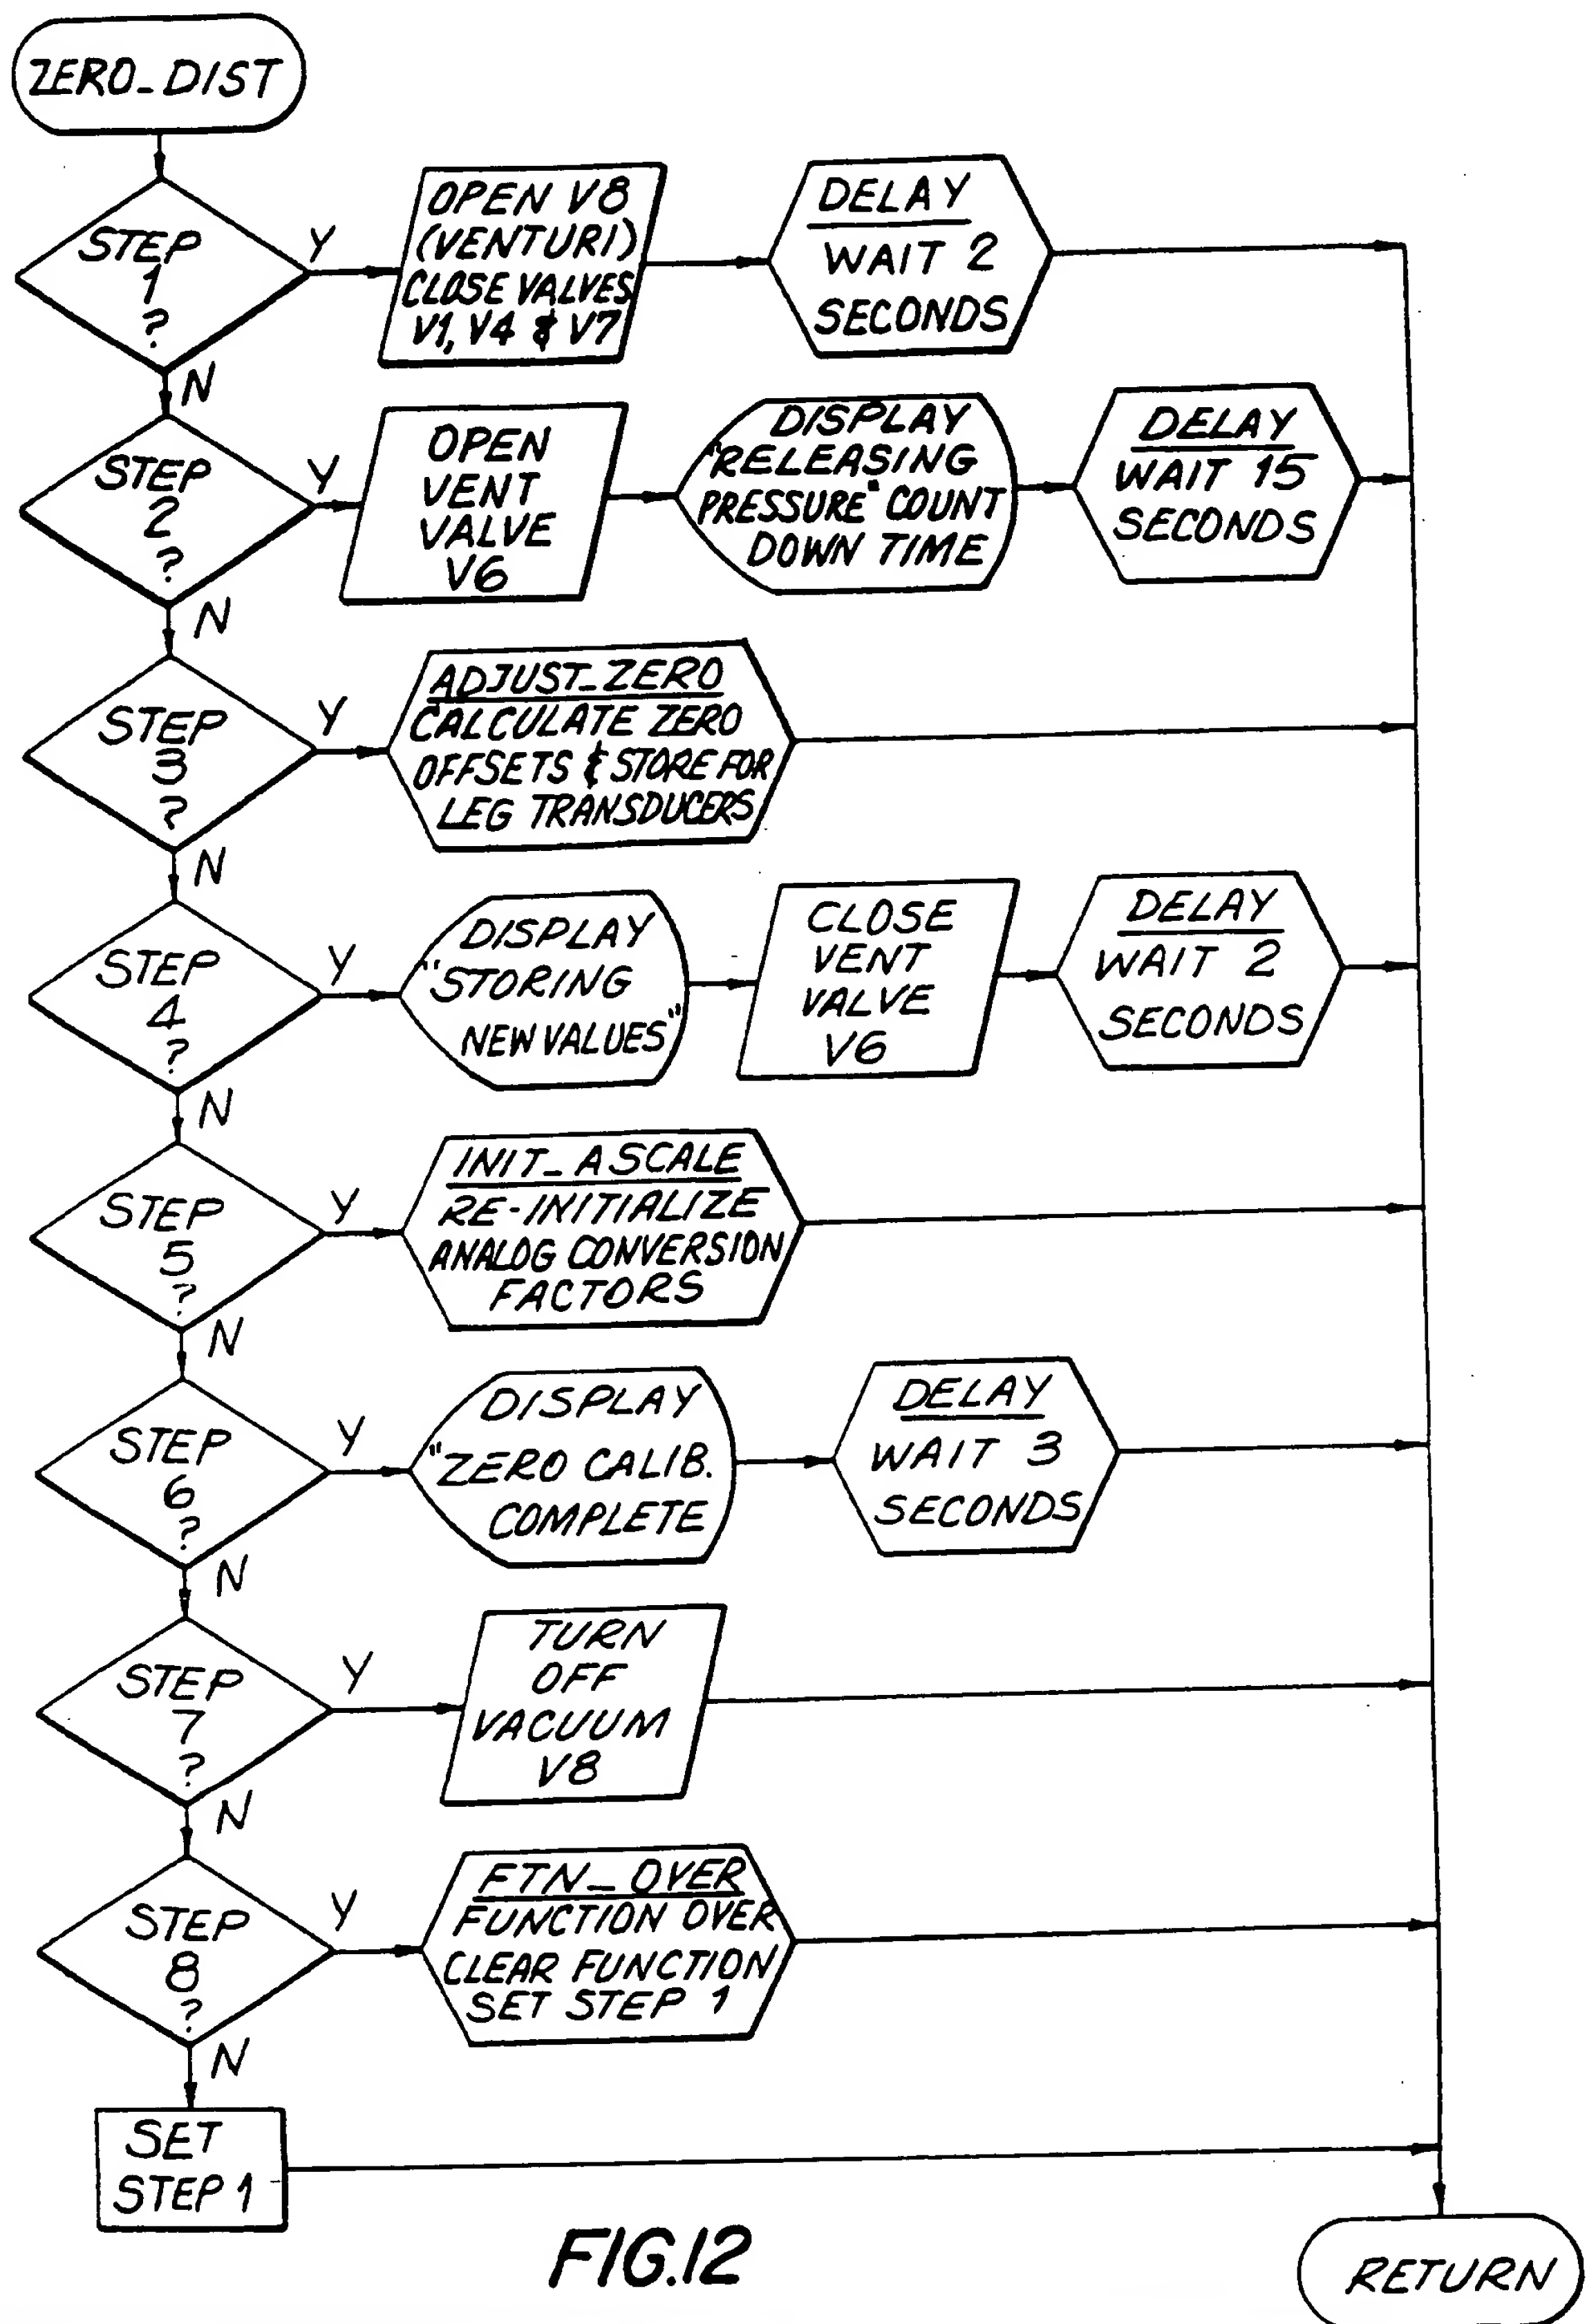 ZERO_DIST
STEP
1
?
Y
N
OPEN V8
(VENTURI)
CLOSE VALVES
V1, V4 & V7
DELAY
WAIT 2
SECONDS
STEP
2
?
Y
N
OPEN
VENT
VALVE
V6
DISPLAY
"RELEASING
PRESSURE" COUNT
DOWN TIME
DELAY
WAIT 15
SECONDS
STEP
3
?
Y
N
ADJUST_ZERO
CALCULATE ZERO
OFFSETS & STORE FOR
LEG TRANSDUCERS
STEP
4
?
Y
N
DISPLAY
"STORING
NEW VALUES"
CLOSE
VENT
VALVE
V6
DELAY
WAIT 2
SECONDS
STEP
5
?
Y
N
INIT_ASCALE
RE-INITIALIZE
ANALOG CONVERSION
FACTORS
STEP
6
?
Y
N
DISPLAY
"ZERO CALIB.
COMPLETE
DELAY
WAIT 3
SECONDS
STEP
7
?
Y
N
TURN
OFF
VACUUM
V8
STEP
8
?
Y
N
FTN_OVER
FUNCTION OVER
CLEAR FUNCTION
SET STEP 1
SET
STEP 1
RETURN
FIG.12